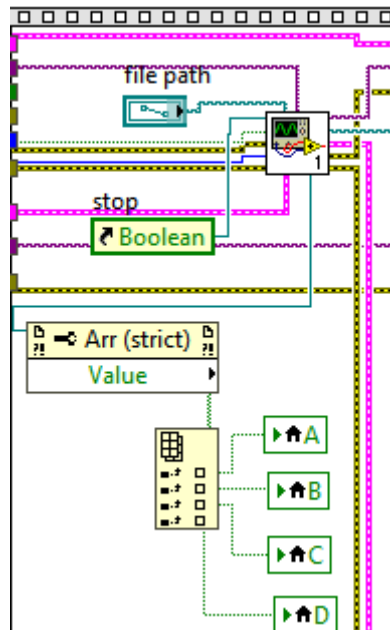 file path
1
stop
Boolean
Arr (strict)
Value
A
B
C
D